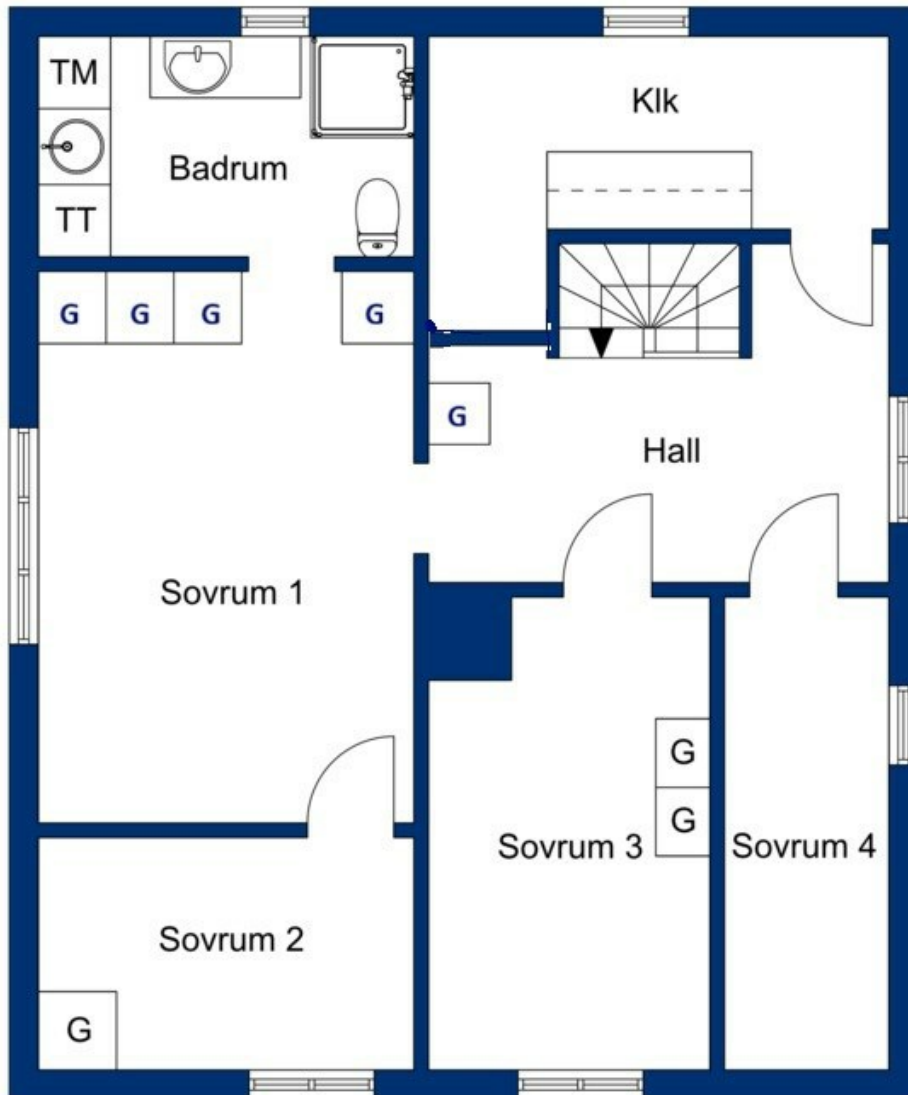 TM
Klk
Badrum
TT
G G G G
G
Hall
Sovrum 1
G
G
Sovrum 3
Sovrum 4
Sovrum 2
G